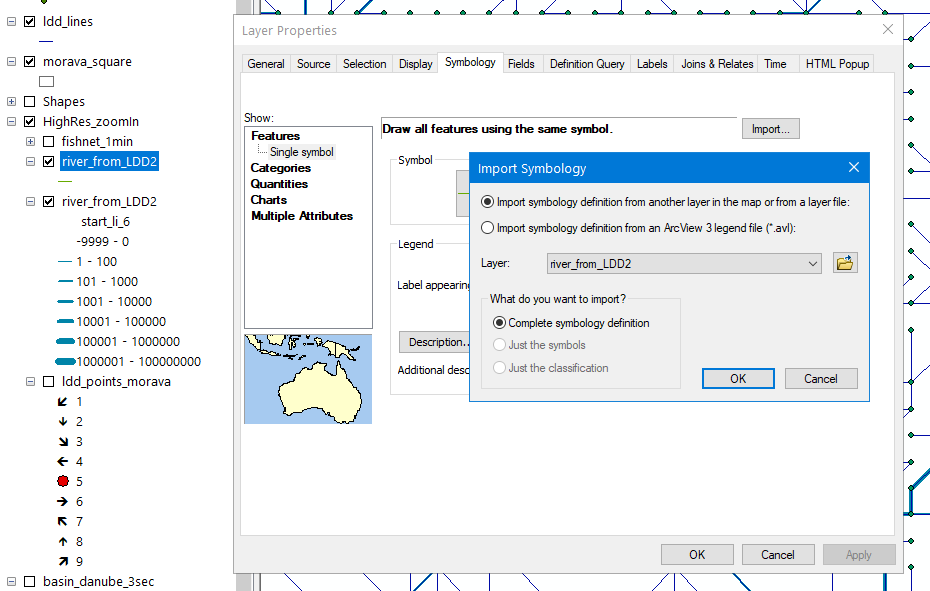 ldd_lines
morava_square
Shapes
HighRes_zoomIn
fishnet_1min
river_from_LDD2
river_from_LDD2
start_li_6
-9999 - 0
1 - 100
101 - 1000
1001 - 10000
10001 - 100000
100001 - 1000000
1000001 - 100000000
ldd_points_morava
1
2
3
4
5
6
7
8
9
basin_danube_3sec
Layer Properties
General Source Selection Display Symbology Fields Definition Query Labels Joins & Relates Time HTML Popup
Show:
Features
Single symbol
Categories
Quantities
Charts
Multiple Attributes
Draw all features using the same symbol.
Import...
Symbol
Legend
Label appearing
Description..
Additional desc
Import Symbology
Import symbology definition from another layer in the map or from a layer file:
Import symbology definition from an ArcView 3 legend file (*.avl):
Layer: river_from_LDD2
What do you want to import?
Complete symbology definition
Just the symbols
Just the classification
OK Cancel
OK Cancel Apply